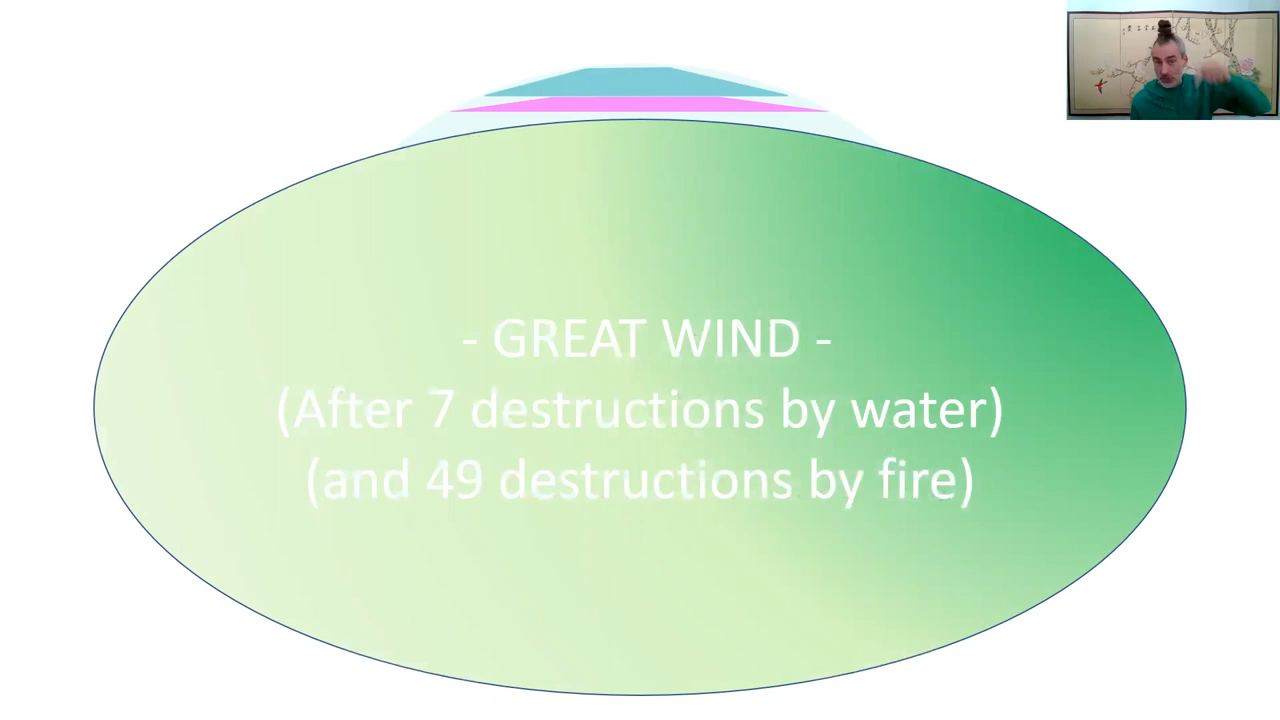 - GREAT WIND -
(After 7 destructions by water)
(and 49 destructions by fire)